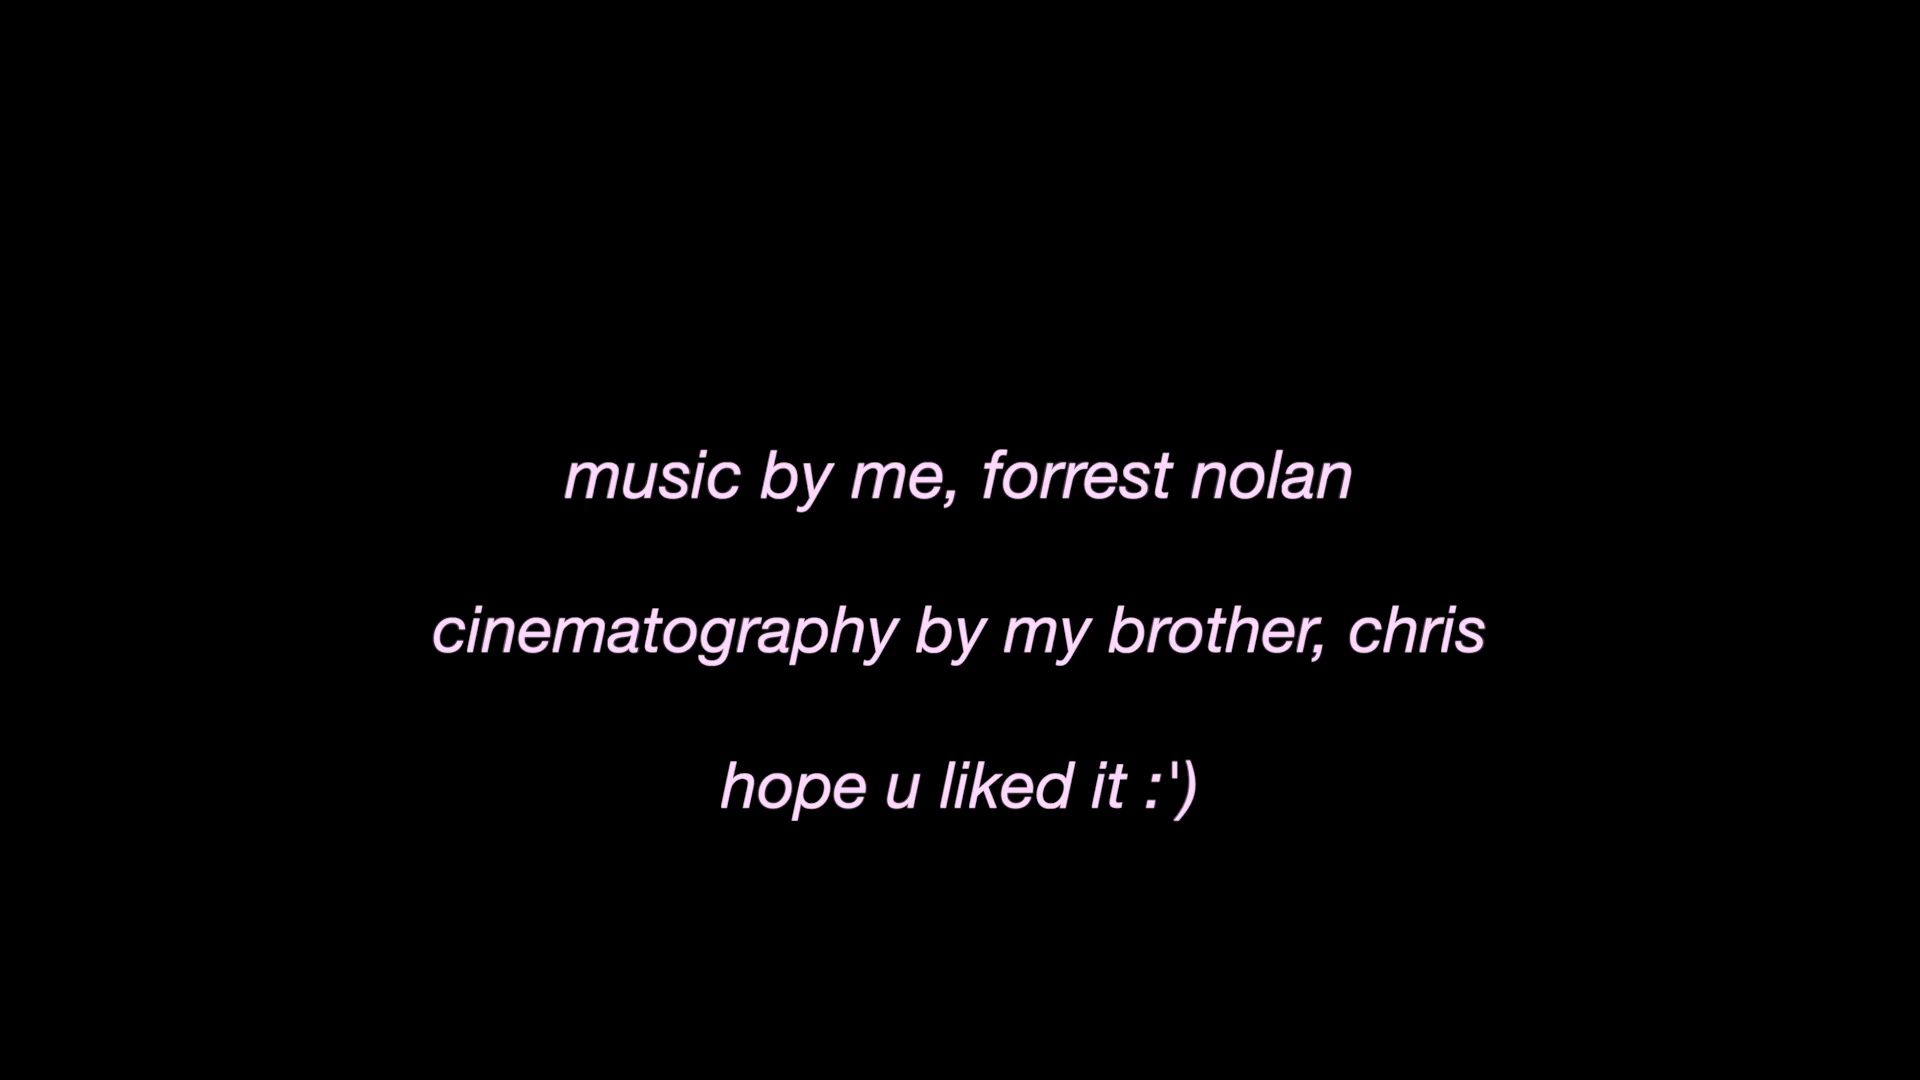 music by me, forrest nolan
cinematography by my brother, chris
hope u liked it :')